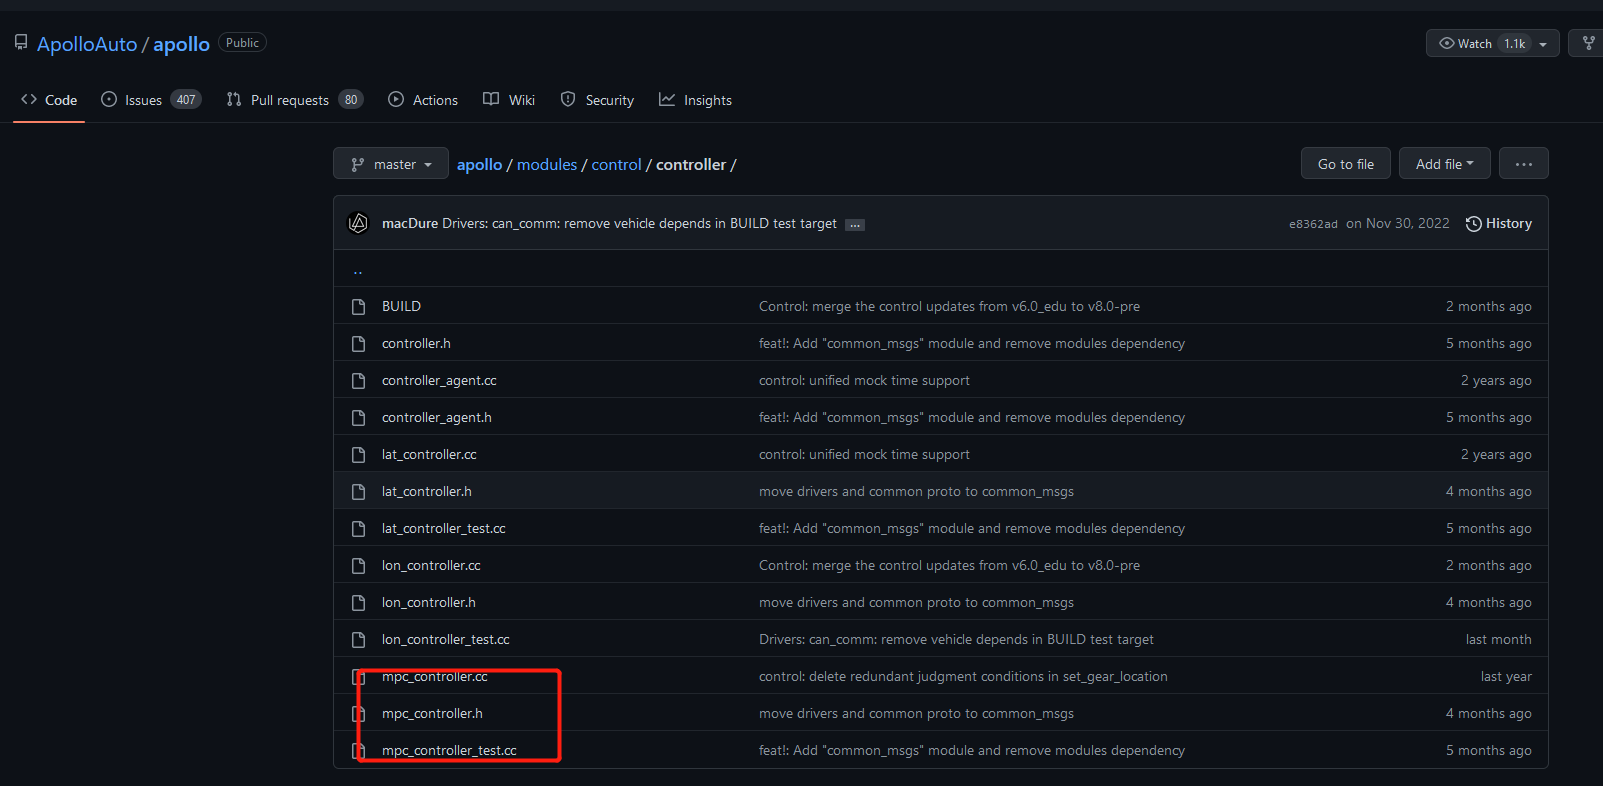 ApolloAuto / apollo Public Watch 1.1k
Code Issues 407 Pull requests 80 Actions Wiki Security Insights
master apollo / modules / control / controller / Go to file Add file ...
macDure Drivers: can_comm: remove vehicle depends in BUILD test target ... e8362ad on Nov 30, 2022 History
..
BUILD Control: merge the control updates from v6.0_edu to v8.0-pre 2 months ago
controller.h feat!: Add "common_msgs" module and remove modules dependency 5 months ago
controller_agent.cc control: unified mock time support 2 years ago
controller_agent.h feat!: Add "common_msgs" module and remove modules dependency 5 months ago
lat_controller.cc control: unified mock time support 2 years ago
lat_controller.h move drivers and common proto to common_msgs 4 months ago
lat_controller_test.cc feat!: Add "common_msgs" module and remove modules dependency 5 months ago
lon_controller.cc Control: merge the control updates from v6.0_edu to v8.0-pre 2 months ago
lon_controller.h move drivers and common proto to common_msgs 4 months ago
lon_controller_test.cc Drivers: can_comm: remove vehicle depends in BUILD test target last month
mpc_controller.cc control: delete redundant judgment conditions in set_gear_location last year
mpc_controller.h move drivers and common proto to common_msgs 4 months ago
mpc_controller_test.cc feat!: Add "common_msgs" module and remove modules dependency 5 months ago